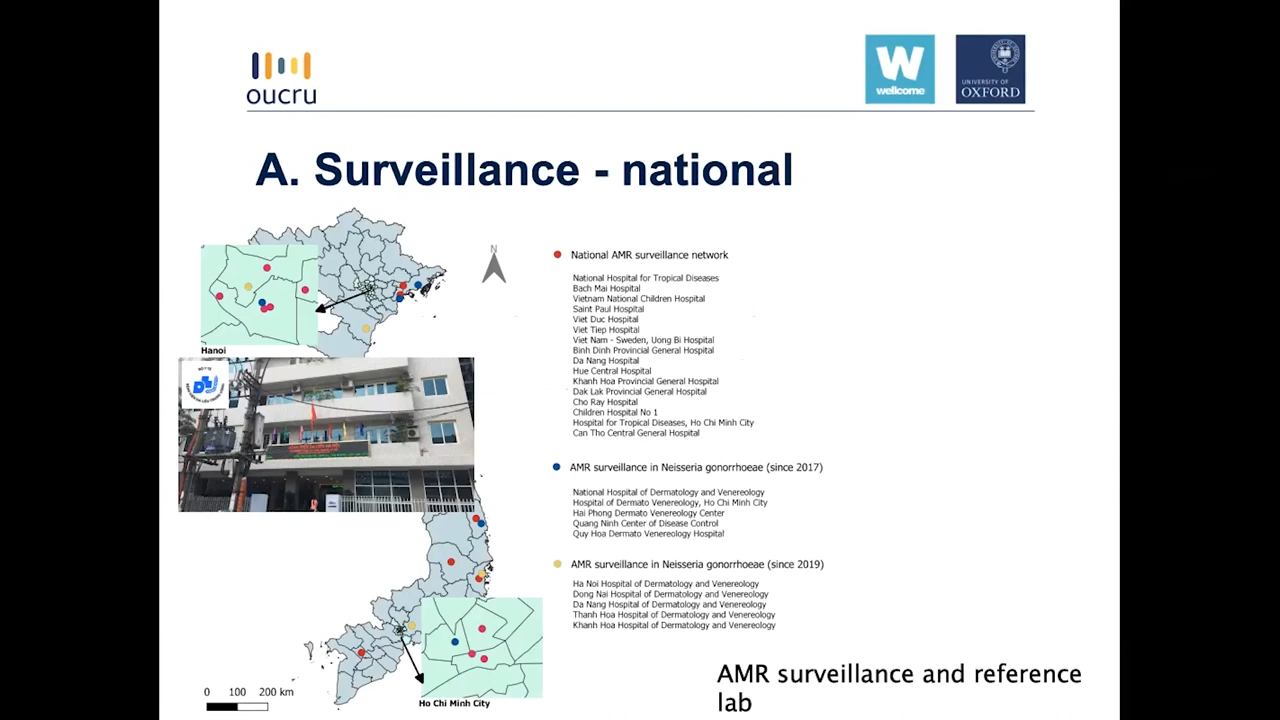 oucru
W
wellcome
UNIVERSITY OF
OXFORD
A. Surveillance - national
N
Hanoi
National AMR surveillance network
National Hospital for Tropical Diseases
Bach Mai Hospital
Vietnam National Children Hospital
Saint Paul Hospital
Viet Duc Hospital
Viet Tiep Hospital
Viet Nam - Sweden, Uong Bi Hospital
Binh Dinh Provincial General Hospital
Da Nang Hospital
Hue Central Hospital
Khanh Hoa Provincial General Hospital
Dak Lak Provincial General Hospital
Cho Ray Hospital
Children Hospital No 1
Hospital for Tropical Diseases, Ho Chi Minh City
Can Tho Central General Hospital
AMR surveillance in Neisseria gonorrhoeae (since 2017)
National Hospital of Dermatology and Venereology
Hospital of Dermato Venereology, Ho Chi Minh City
Hai Phong Dermato Venereology Center
Quang Ninh Center of Disease Control
Quy Hoa Dermato Venereology Hospital
AMR surveillance in Neisseria gonorrhoeae (since 2019)
Ha Noi Hospital of Dermatology and Venereology
Dong Nai Hospital of Dermatology and Venereology
Da Nang Hospital of Dermatology and Venereology
Thanh Hoa Hospital of Dermatology and Venereology
Khanh Hoa Hospital of Dermatology and Venereology
0 100 200 km
Ho Chi Minh City
AMR surveillance and reference
lab